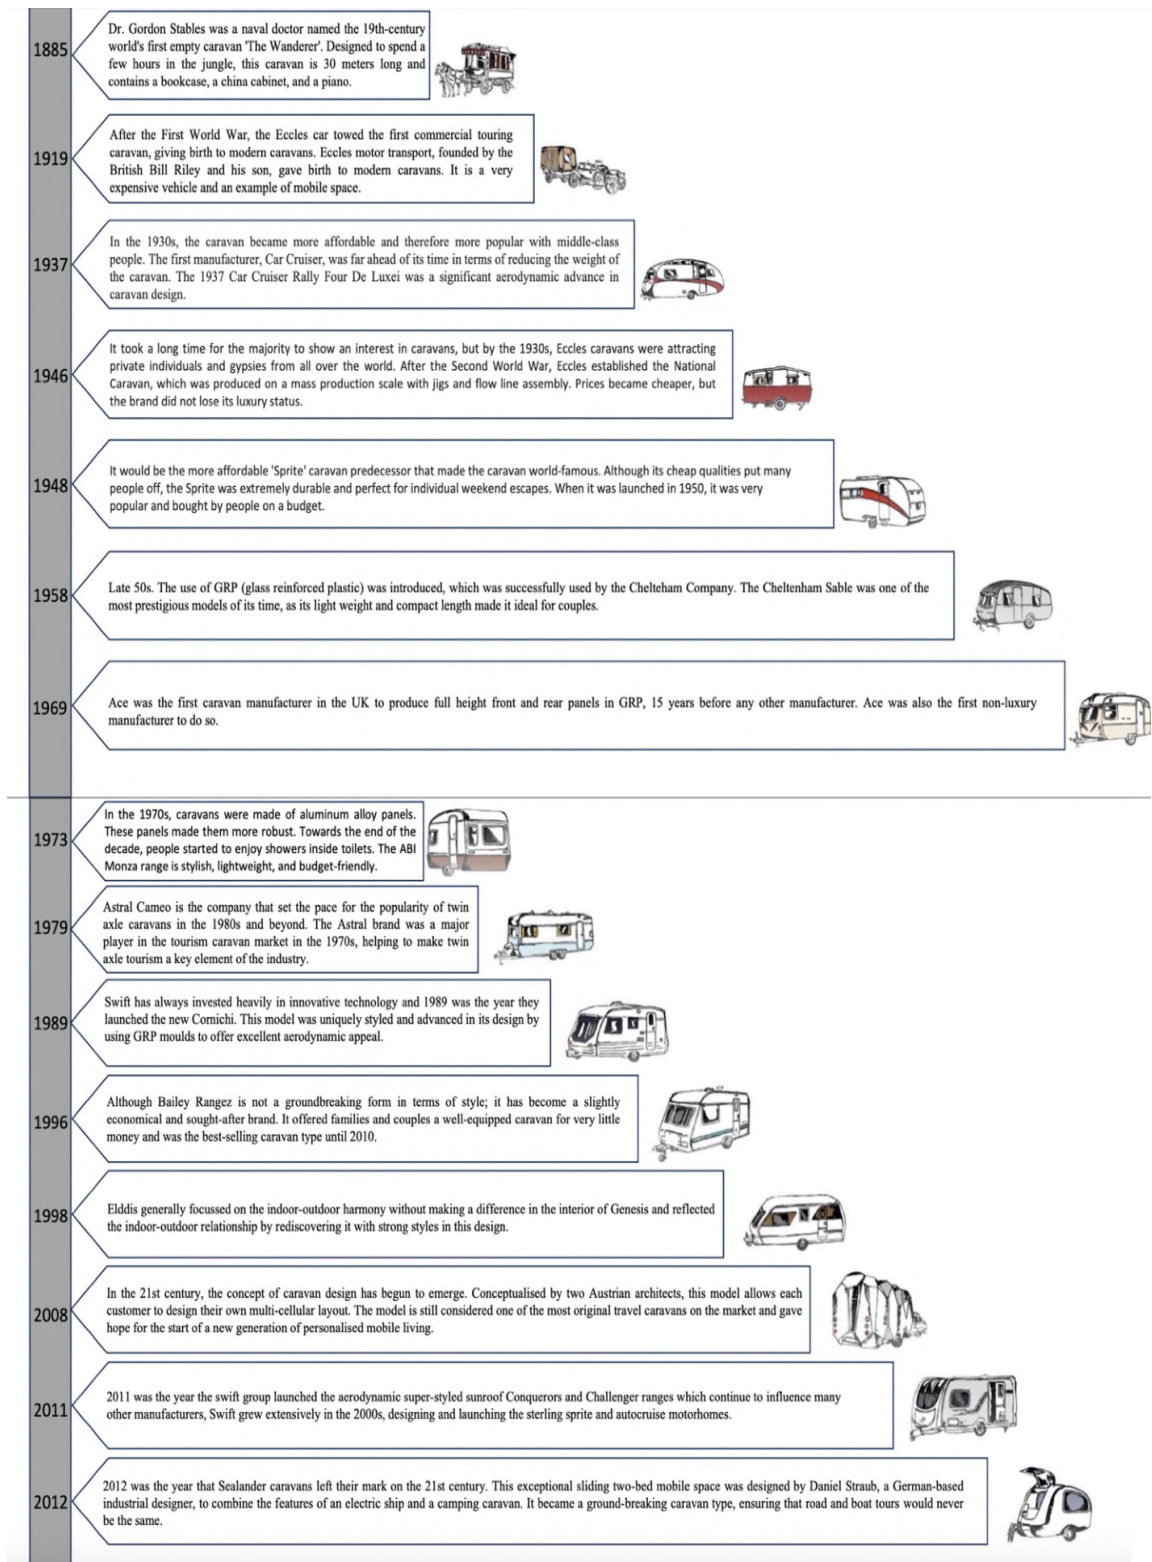 1885
Dr. Gordon Stables was a naval doctor named the 19th-century
world's first empty caravan 'The Wanderer'. Designed to spend a
few hours in the jungle, this caravan is 30 meters long and
contains a bookcase, a china cabinet, and a piano.
1919
After the First World War, the Eccles car towed the first commercial touring
caravan, giving birth to modern caravans. Eccles motor transport, founded by the
British Bill Riley and his son, gave birth to modern caravans. It is a very
expensive vehicle and an example of mobile space.
1937
In the 1930s, the caravan became more affordable and therefore more popular with middle-class
people. The first manufacturer, Car Cruiser, was far ahead of its time in terms of reducing the weight of
the caravan. The 1937 Car Cruiser Rally Four De Luxei was a significant aerodynamic advance in
caravan design.
1946
It took a long time for the majority to show an interest in caravans, but by the 1930s, Eccles caravans were attracting
private individuals and gypsies from all over the world. After the Second World War, Eccles established the National
Caravan, which was produced on a mass production scale with jigs and flow line assembly. Prices became cheaper, but
the brand did not lose its luxury status.
1948
It would be the more affordable 'Sprite' caravan predecessor that made the caravan world-famous. Although its cheap qualities put many
people off, the Sprite was extremely durable and perfect for individual weekend escapes. When it was launched in 1950, it was very
popular and bought by people on a budget.
1958
Late 50s. The use of GRP (glass reinforced plastic) was introduced, which was successfully used by the Chelteham Company. The Cheltenham Sable was one of the
most prestigious models of its time, as its light weight and compact length made it ideal for couples.
1969
Ace was the first caravan manufacturer in the UK to produce full height front and rear panels in GRP, 15 years before any other manufacturer. Ace was also the first non-luxury
manufacturer to do so.
1973
In the 1970s, caravans were made of aluminum alloy panels.
These panels made them more robust. Towards the end of the
decade, people started to enjoy showers inside toilets. The ABI
Monza range is stylish, lightweight, and budget-friendly.
1979
Astral Cameo is the company that set the pace for the popularity of twin
axle caravans in the 1980s and beyond. The Astral brand was a major
player in the tourism caravan market in the 1970s, helping to make twin
axle tourism a key element of the industry.
1989
Swift has always invested heavily in innovative technology and 1989 was the year they
launched the new Cornichi. This model was uniquely styled and advanced in its design by
using GRP moulds to offer excellent aerodynamic appeal.
1996
Although Bailey Rangez is not a groundbreaking form in terms of style; it has become a slightly
economical and sought-after brand. It offered families and couples a well-equipped caravan for very little
money and was the best-selling caravan type until 2010.
1998
Elddis generally focussed on the indoor-outdoor harmony without making a difference in the interior of Genesis and reflected
the indoor-outdoor relationship by rediscovering it with strong styles in this design.
2008
In the 21st century, the concept of caravan design has begun to emerge. Conceptualised by two Austrian architects, this model allows each
customer to design their own multi-cellular layout. The model is still considered one of the most original travel caravans on the market and gave
hope for the start of a new generation of personalised mobile living.
2011
2011 was the year the swift group launched the aerodynamic super-styled sunroof Conquerors and Challenger ranges which continue to influence many
other manufacturers, Swift grew extensively in the 2000s, designing and launching the sterling sprite and autocruise motorhomes.
2012
2012 was the year that Sealander caravans left their mark on the 21st century. This exceptional sliding two-bed mobile space was designed by Daniel Straub, a German-based
industrial designer, to combine the features of an electric ship and a camping caravan. It became a ground-breaking caravan type, ensuring that road and boat tours would never
be the same.